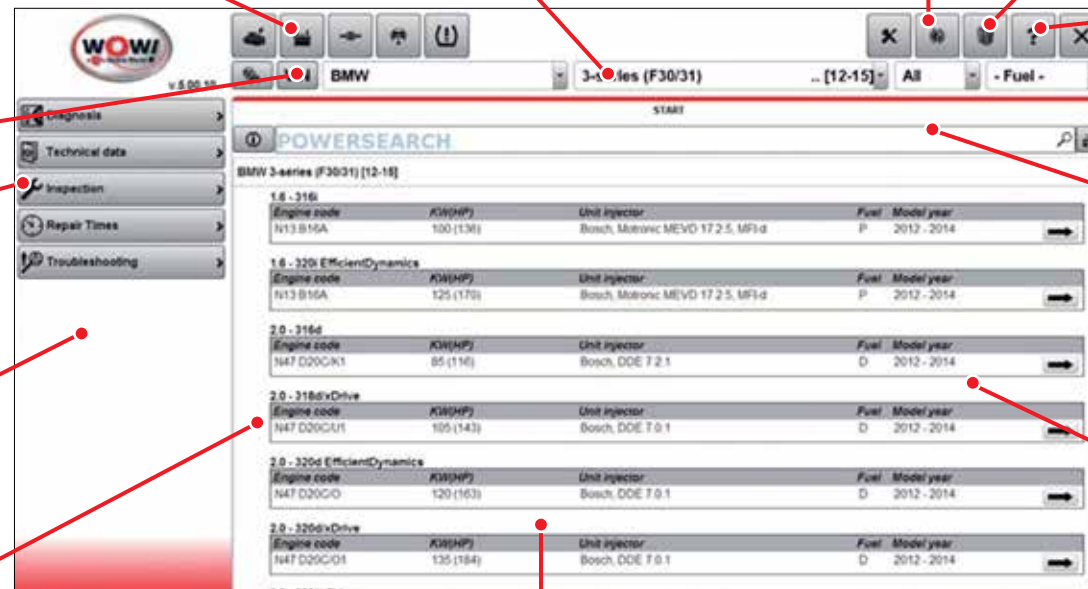 WOW!
v.5.00.10
BMW 3-series (F30/31) .. [12-15] All - Fuel -
START
Diagnosis
Technical data
Inspection
Repair Times
Troubleshooting
POWERSEARCH
BMW 3-series (F30/31) [12-15]
1.6 - 316i
Engine code KW(HP) Unit injector Fuel Model year
N13 B16A 100 (136) Bosch, Motronic MEVD 17.2.5, MFI-d P 2012 - 2014
1.6 - 320i EfficientDynamics
Engine code KW(HP) Unit injector Fuel Model year
N13 B16A 125 (170) Bosch, Motronic MEVD 17.2.5, MFI-d P 2012 - 2014
2.0 - 316d
Engine code KW(HP) Unit injector Fuel Model year
N47 D20C/K1 85 (116) Bosch, DDE 7.2.1 D 2012 - 2014
2.0 - 318d/xDrive
Engine code KW(HP) Unit injector Fuel Model year
N47 D20C/U1 105 (143) Bosch, DDE 7.0.1 D 2012 - 2014
2.0 - 320d EfficientDynamics
Engine code KW(HP) Unit injector Fuel Model year
N47 D20C/O 120 (163) Bosch, DDE 7.0.1 D 2012 - 2014
2.0 - 320d/xDrive
Engine code KW(HP) Unit injector Fuel Model year
N47 D20C/O1 135 (184) Bosch, DDE 7.0.1 D 2012 - 2014